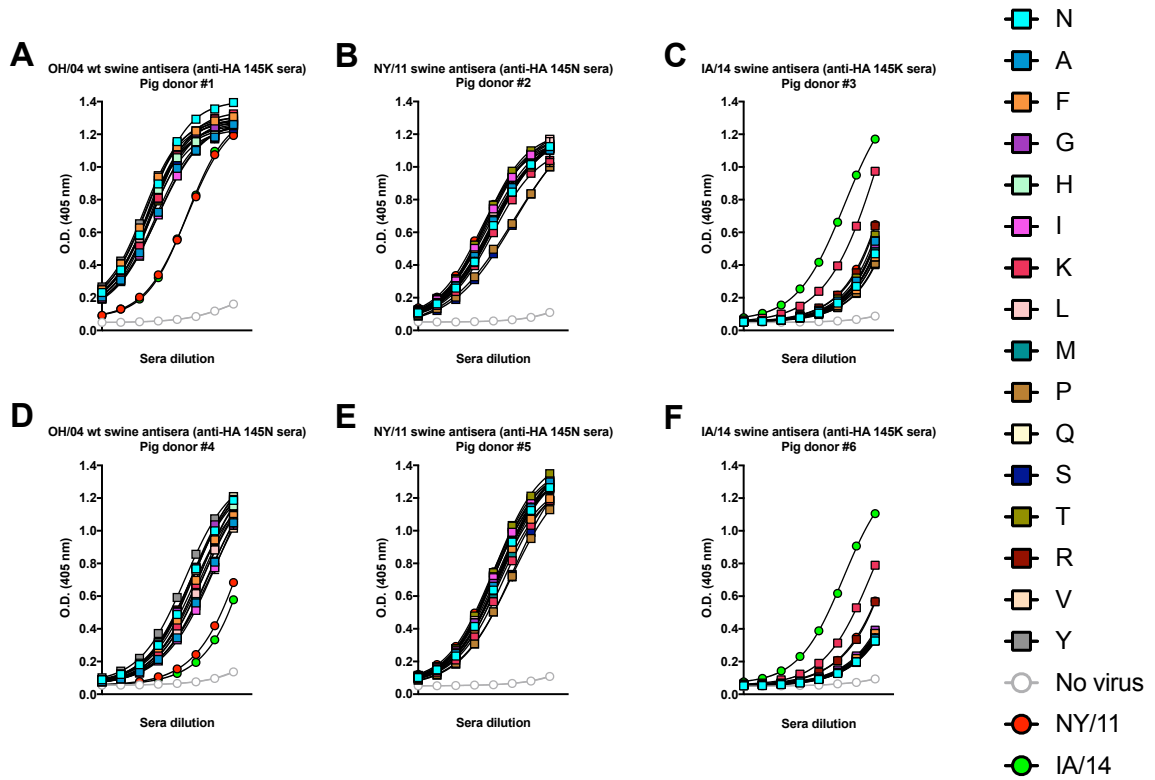 A
OH/04 wt swine antisera (anti-HA 145K sera)
Pig donor #1
1.4
1.2
1.0
0.8
0.6
0.4
0.2
0.0
O.D. (405 nm)
Sera dilution
B
NY/11 swine antisera (anti-HA 145N sera)
Pig donor #2
1.4
1.2
1.0
0.8
0.6
0.4
0.2
0.0
O.D. (405 nm)
Sera dilution
C
IA/14 swine antisera (anti-HA 145K sera)
Pig donor #3
1.4
1.2
1.0
0.8
0.6
0.4
0.2
0.0
O.D. (405 nm)
Sera dilution
D
OH/04 wt swine antisera (anti-HA 145N sera)
Pig donor #4
1.4
1.2
1.0
0.8
0.6
0.4
0.2
0.0
O.D. (405 nm)
Sera dilution
E
NY/11 swine antisera (anti-HA 145N sera)
Pig donor #5
1.4
1.2
1.0
0.8
0.6
0.4
0.2
0.0
O.D. (405 nm)
Sera dilution
F
IA/14 swine antisera (anti-HA 145K sera)
Pig donor #6
1.4
1.2
1.0
0.8
0.6
0.4
0.2
0.0
O.D. (405 nm)
Sera dilution
N
A
F
G
H
I
K
L
M
P
Q
S
T
R
V
Y
No virus
NY/11
IA/14